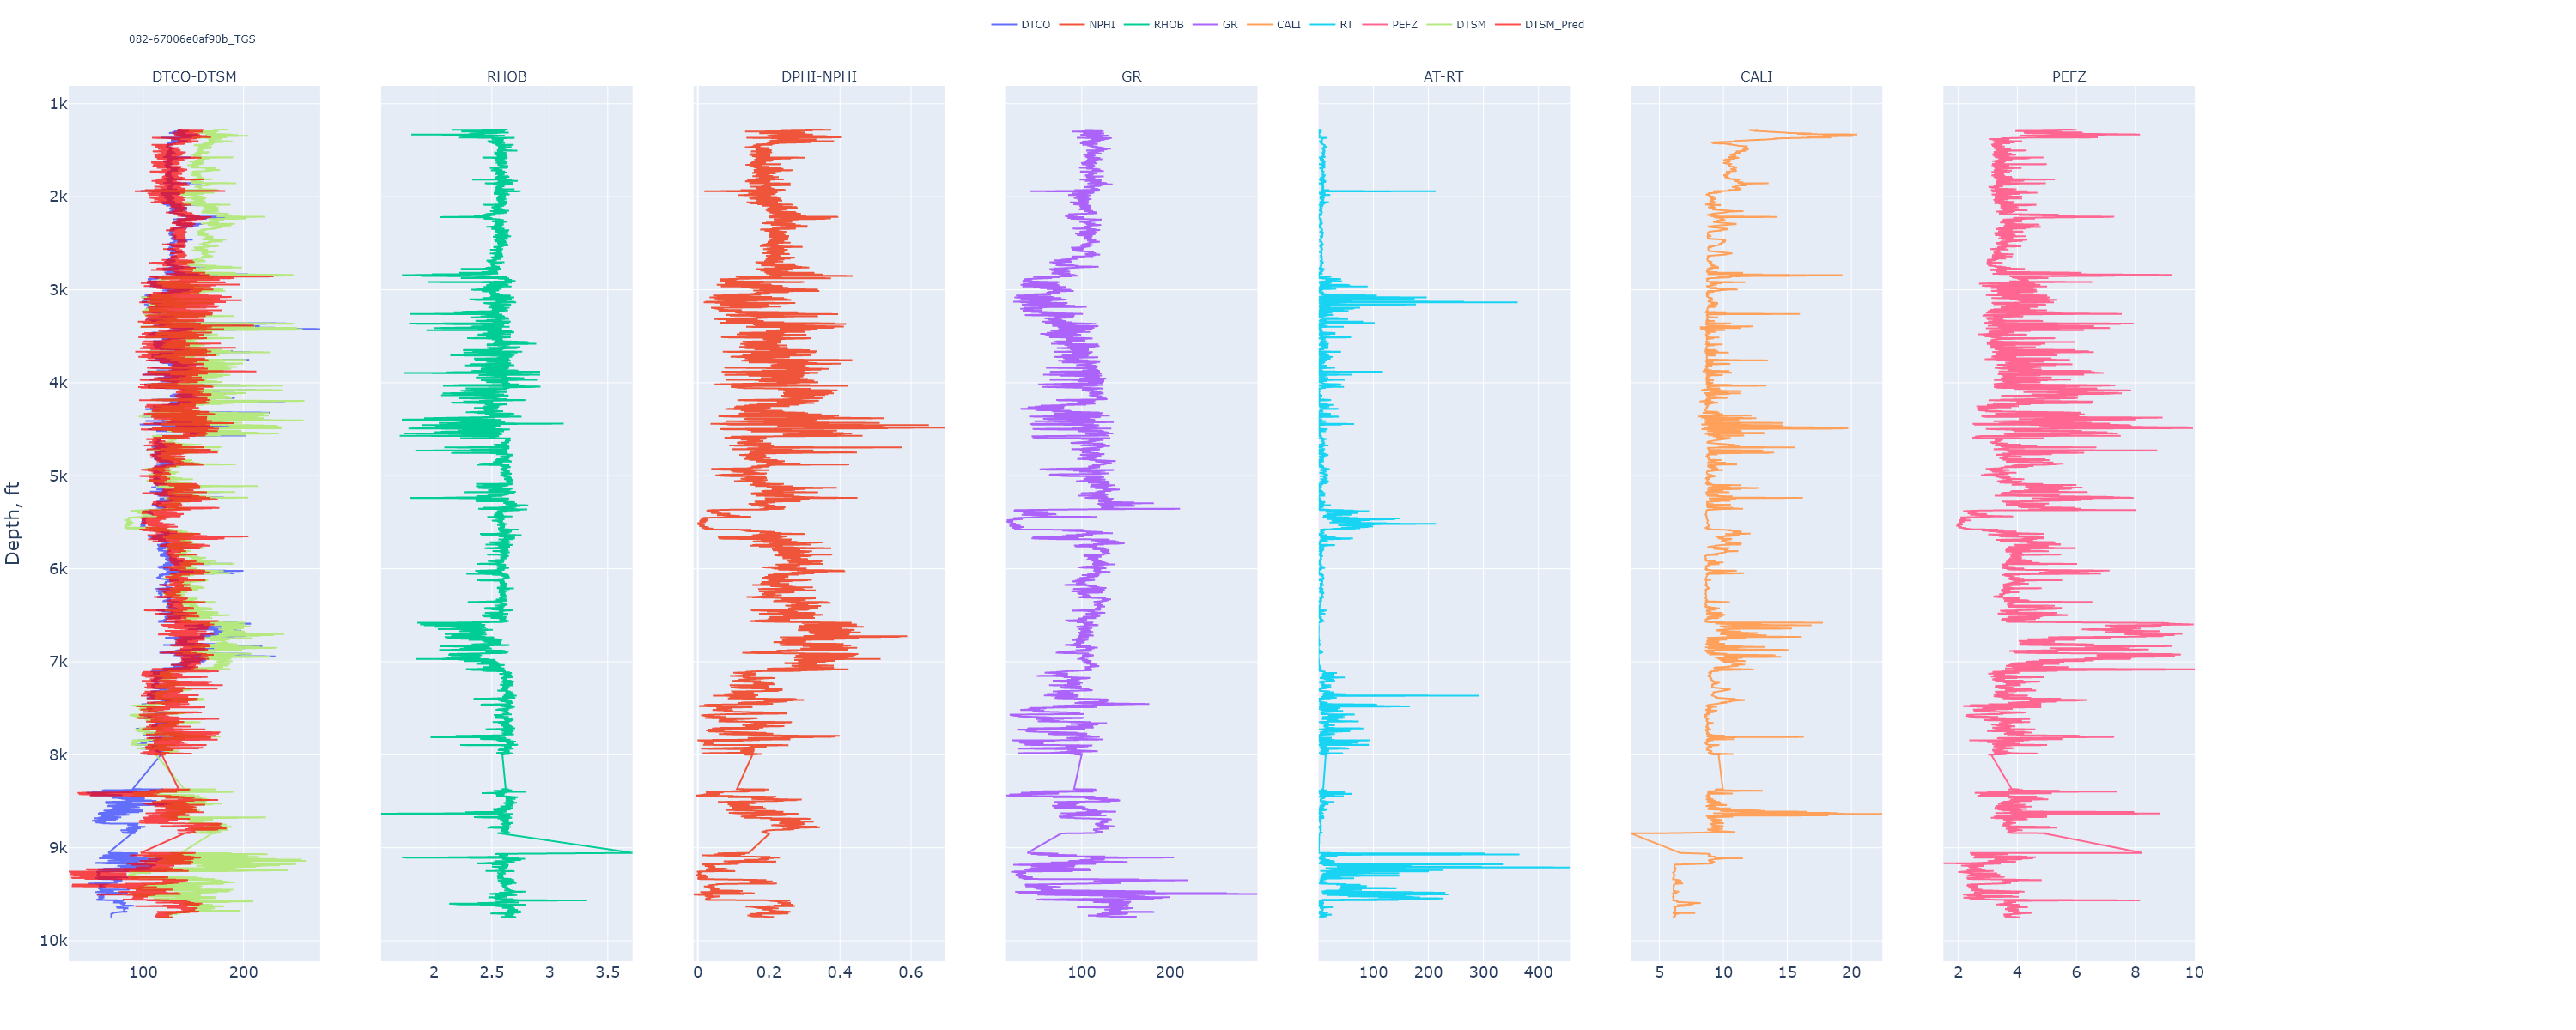 DTCO NPHI RHOB GR CALI RT PEFZ DTSM DTSM_Pred
082-67006e0af90b_TGS
DTCO-DTSM RHOB DPHI-NPHI GR AT-RT CALI PEFZ
1k
2k
3k
4k
5k
6k
7k
8k
9k
10k
Depth, ft
100 200 2 2.5 3 3.5 0 0.2 0.4 0.6 100 200 100 200 300 400 5 10 15 20 2 4 6 8 10